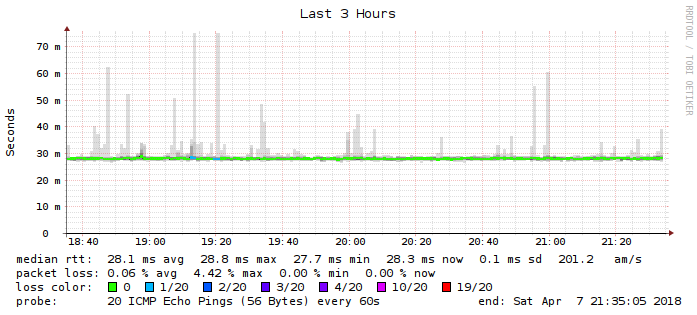 Last 3 Hours
RRDTOOL / TOBI OETIKER
Seconds
70 m
60 m
50 m
40 m
30 m
20 m
10 m
0
18:40 19:00 19:20 19:40 20:00 20:20 20:40 21:00 21:20
median rtt: 28.1 ms avg 28.8 ms max 27.7 ms min 28.3 ms now 0.1 ms sd 201.2 am/s
packet loss: 0.06 % avg 4.42 % max 0.00 % min 0.00 % now
loss color: 0 1/20 2/20 3/20 4/20 10/20 19/20
probe: 20 ICMP Echo Pings (56 Bytes) every 60s end: Sat Apr 7 21:35:05 2018